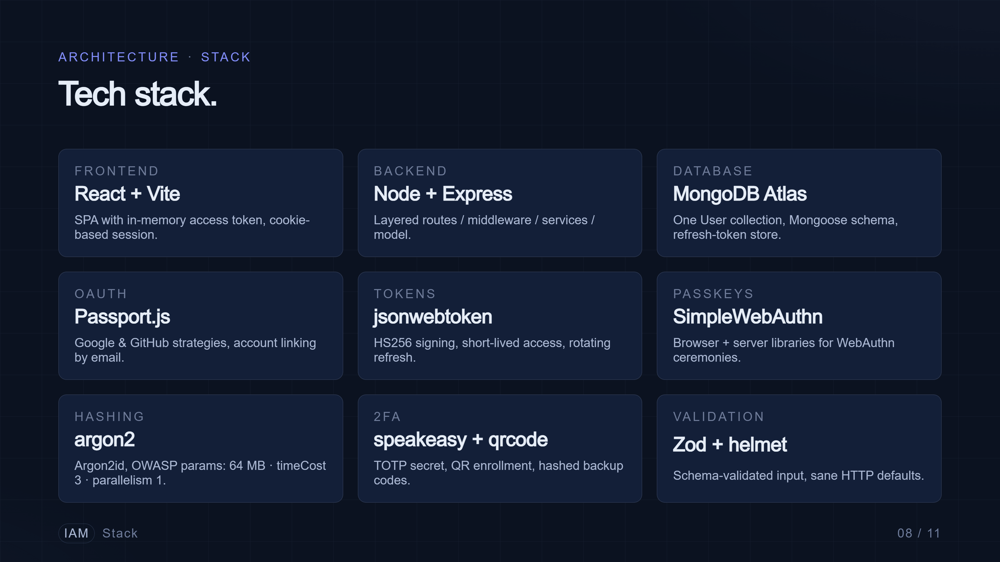 ARCHITECTURE · STACK
Tech stack.
FRONTEND
React + Vite
SPA with in-memory access token, cookie-
based session.
BACKEND
Node + Express
Layered routes / middleware / services /
model.
DATABASE
MongoDB Atlas
One User collection, Mongoose schema,
refresh-token store.
OAUTH
Passport.js
Google & GitHub strategies, account linking
by email.
TOKENS
jsonwebtoken
HS256 signing, short-lived access, rotating
refresh.
PASSKEYS
SimpleWebAuthn
Browser + server libraries for WebAuthn
ceremonies.
HASHING
argon2
Argon2id, OWASP params: 64 MB · timeCost
3 · parallelism 1.
2FA
speakeasy + qrcode
TOTP secret, QR enrollment, hashed backup
codes.
VALIDATION
Zod + helmet
Schema-validated input, sane HTTP defaults.
IAM Stack
08 / 11